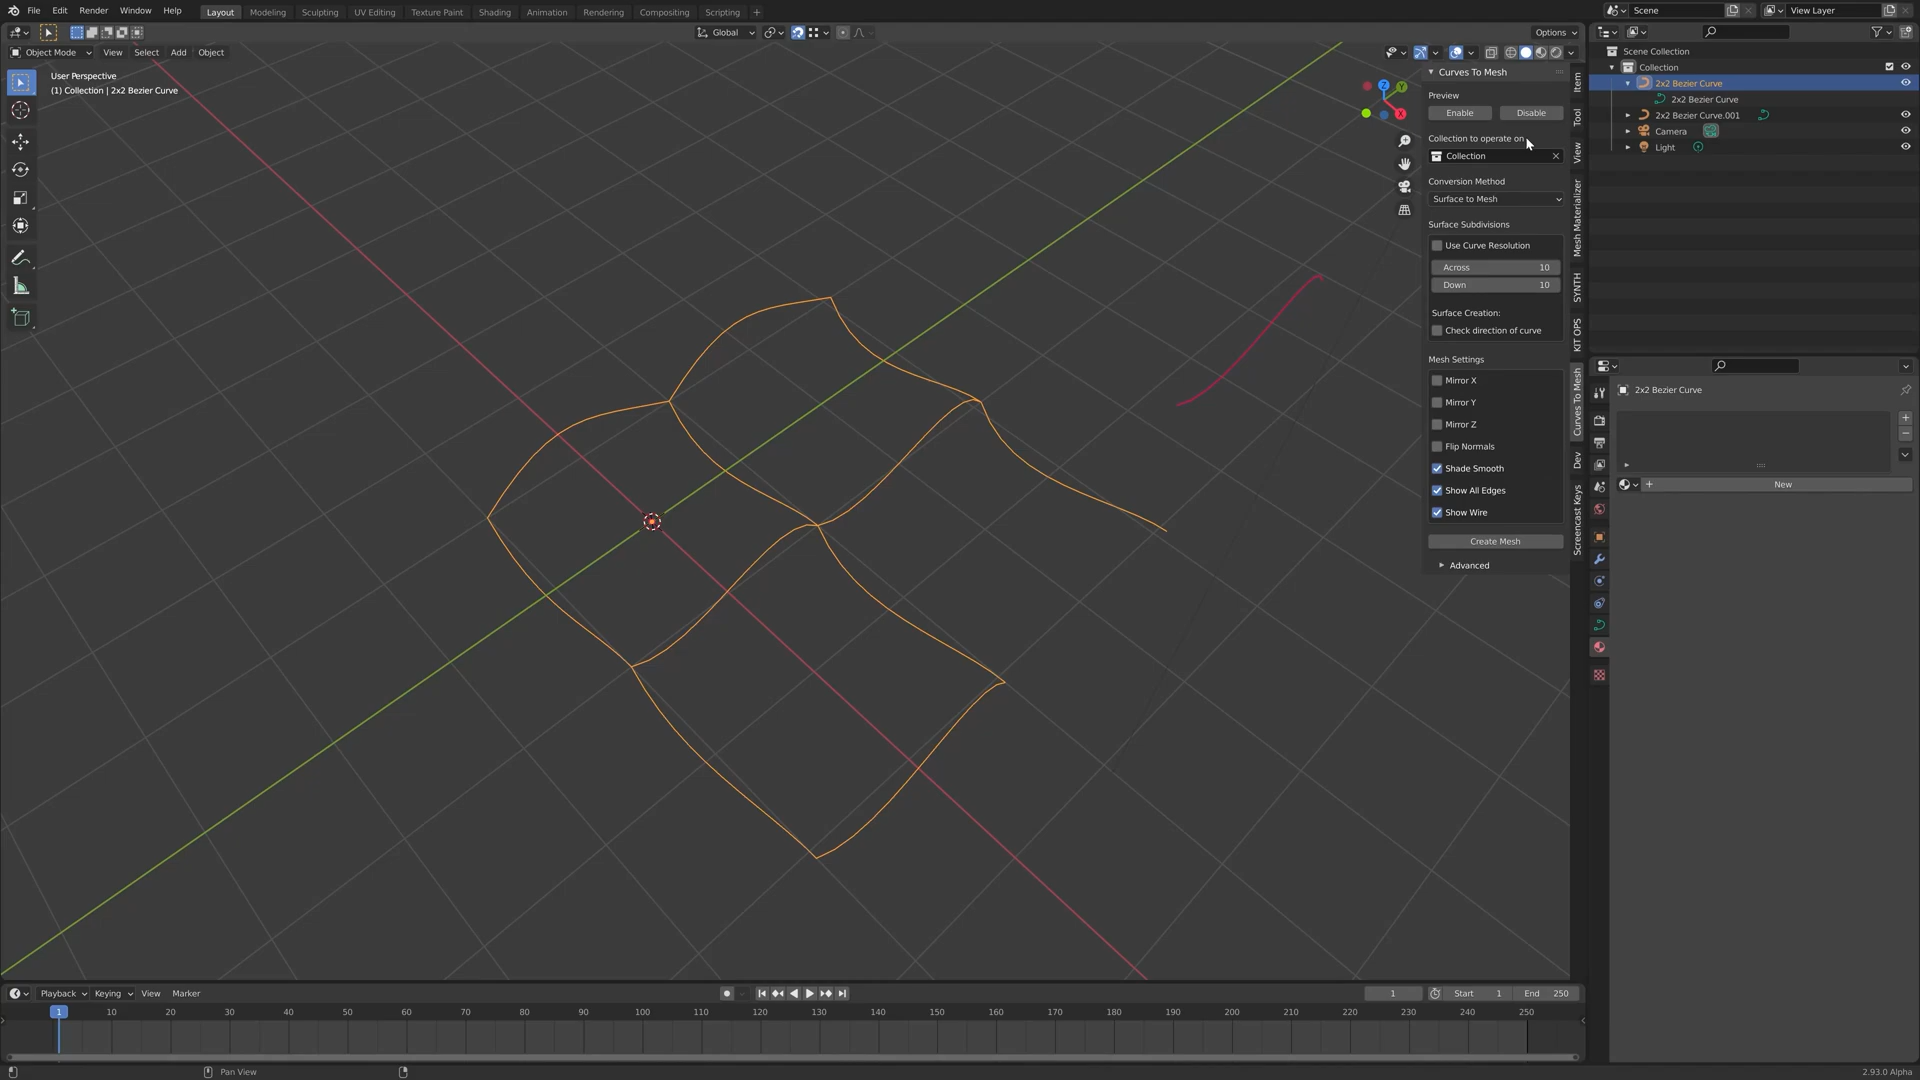 File Edit Render Window Help Layout Modeling Sculpting UV Editing Texture Paint Shading Animation Rendering Compositing Scripting + Scene View Layer
Global Options
Object Mode View Select Add Object
User Perspective
(1) Collection | 2x2 Bezier Curve
Curves To Mesh
Preview
Enable Disable
Collection to operate on
Collection
Conversion Method
Surface to Mesh
Surface Subdivisions
Use Curve Resolution
Across 10
Down 10
Surface Creation:
Check direction of curve
Mesh Settings
Mirror X
Mirror Y
Mirror Z
Flip Normals
Shade Smooth
Show All Edges
Show Wire
Create Mesh
Advanced
Item
Tool
View
Mesh Materializer
SYNTH
KIT OPS
Curves To Mesh
Dev
Screencast Keys
Z
Y
X
Scene Collection
Collection
2x2 Bezier Curve
2x2 Bezier Curve
2x2 Bezier Curve.001
Camera
Light
2x2 Bezier Curve
New
Playback Keying View Marker 1 Start 1 End 250
1 10 20 30 40 50 60 70 80 90 100 110 120 130 140 150 160 170 180 190 200 210 220 230 240 250
Pan View
2.93.0 Alpha